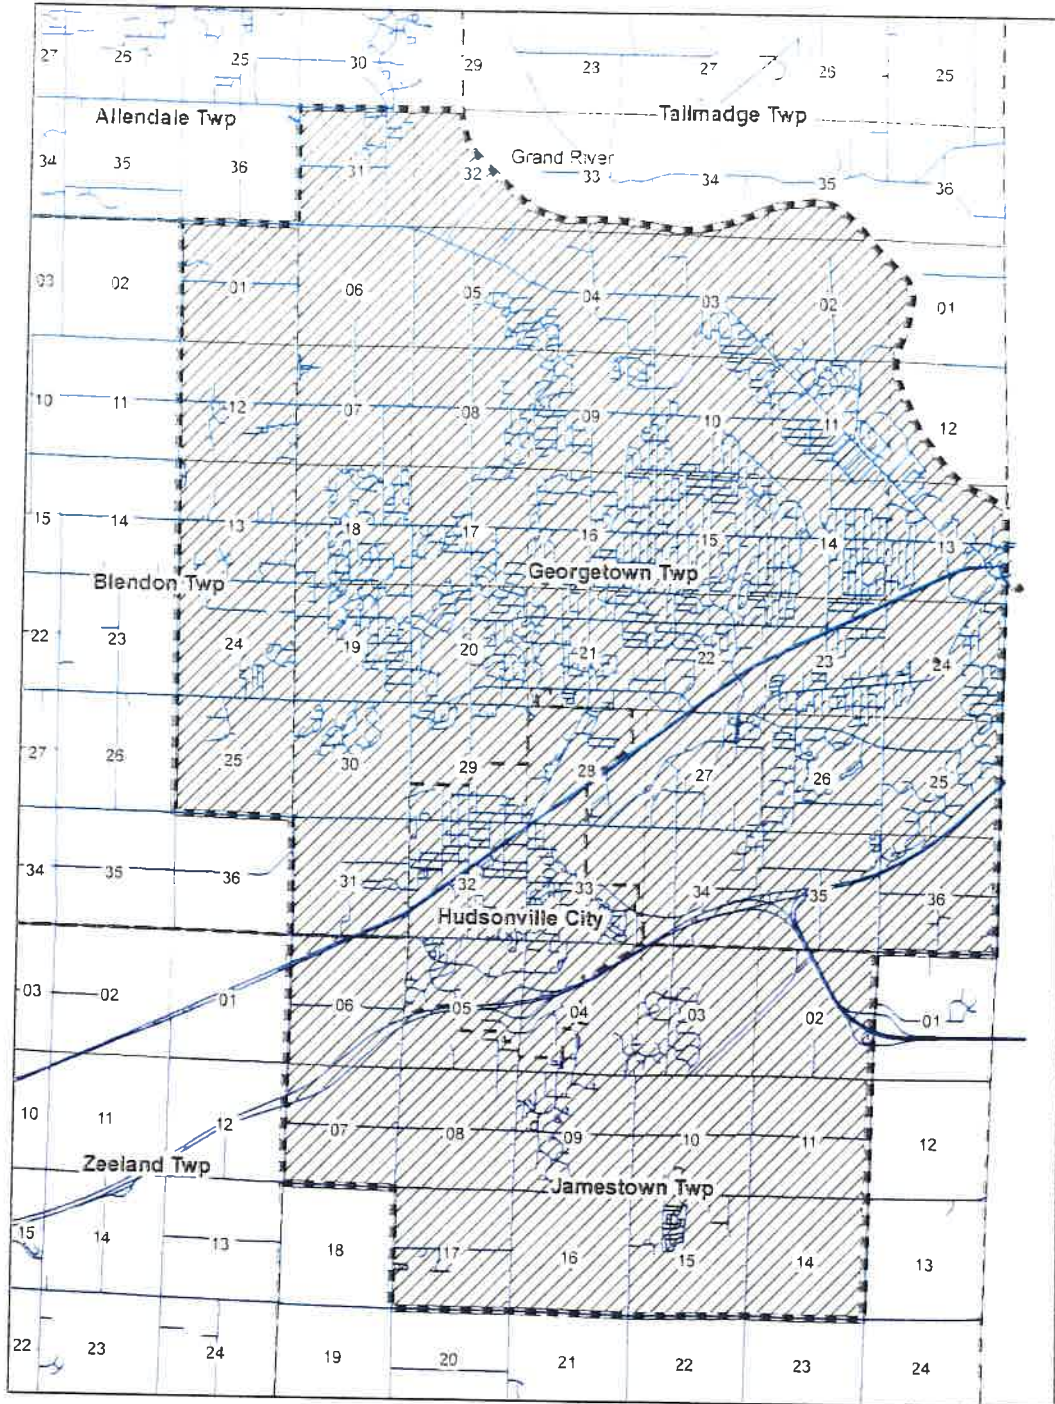 27 26 25 30 29 23 27 26 25
Allendale Twp Tallmadge Twp
34 35 36 31 32 Grand River 33 34 35 36
03 02 01 06 05 04 03 02 01
10 11 12 07 08 09 10 11 12
15 14 13 18 17 16 15 14 13
Blendon Twp Georgetown Twp
22 23 24 19 20 21 22 23 24
27 26 25 30 29 28 27 26 25
34 35 36 31 32 33 34 35 36
Hudsonville City
03 02 01 06 05 04 03 02 01
10 11 12 07 08 09 10 11 12
Zeeland Twp Jamestown Twp
15 14 13 18 17 16 15 14 13
22 23 24 19 20 21 22 23 24